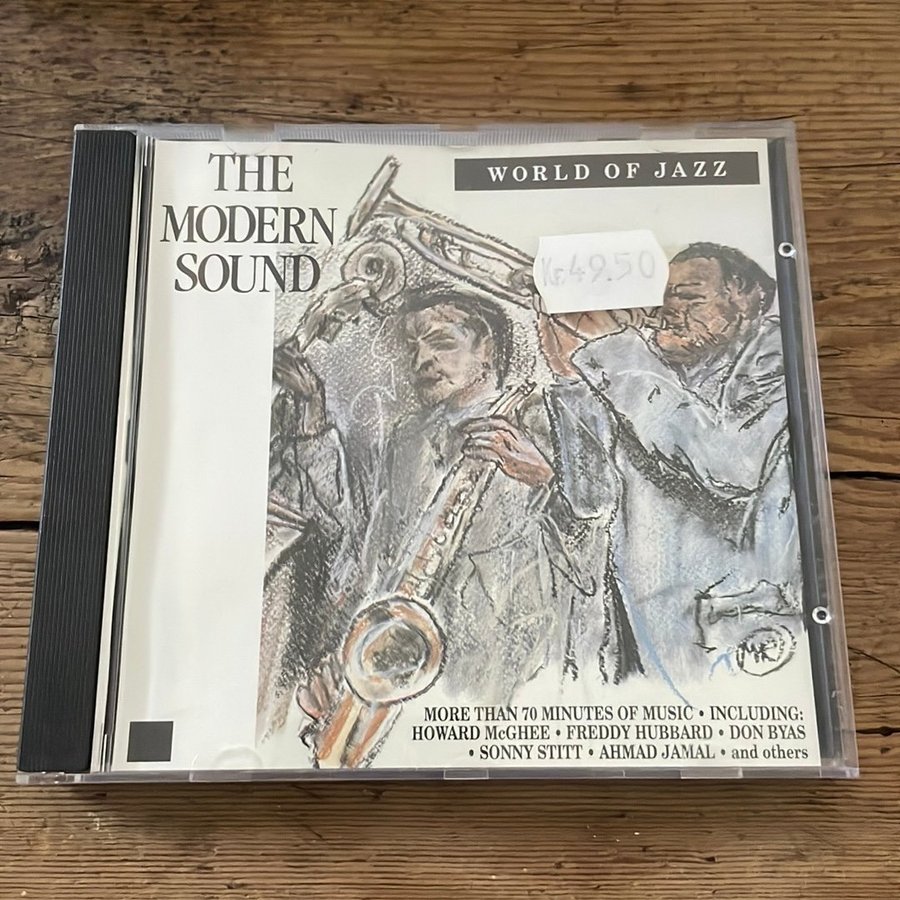 THE
MODERN
SOUND
WORLD OF JAZZ
Kr.49.50
MORE THAN 70 MINUTES OF MUSIC • INCLUDING:
HOWARD McGHEE • FREDDY HUBBARD • DON BYAS
• SONNY STITT • AHMAD JAMAL • and others